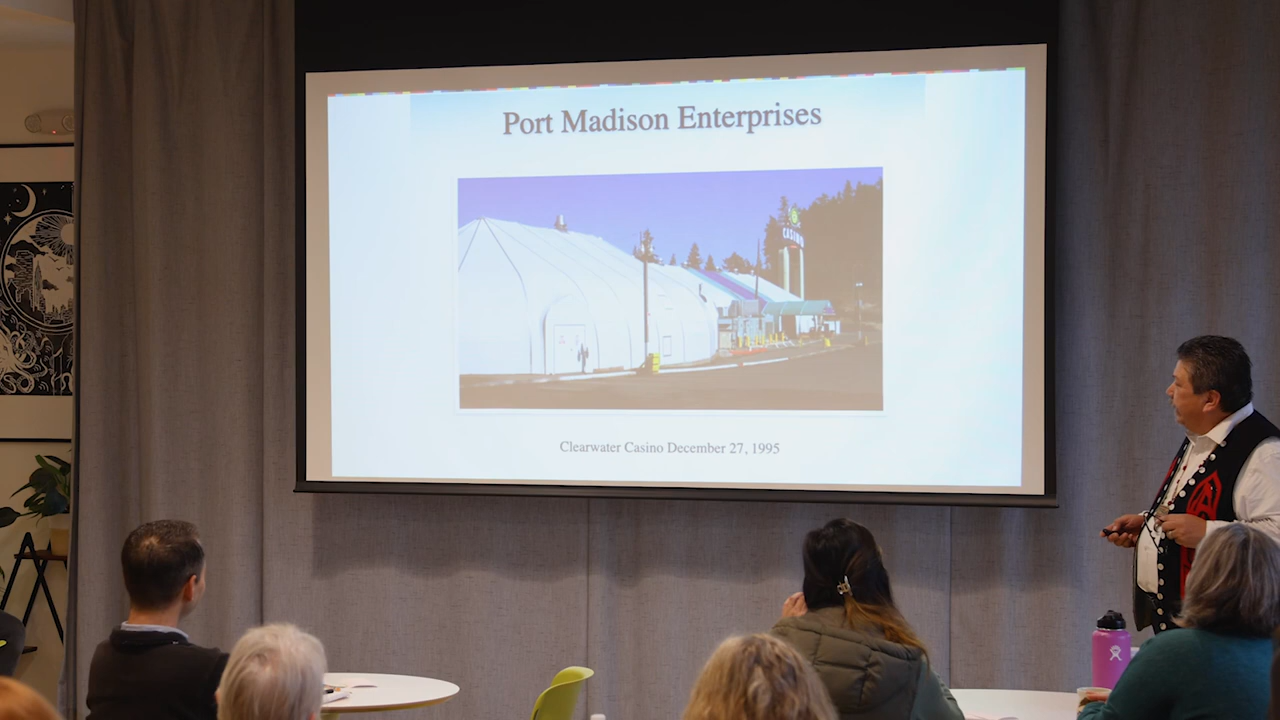 Port Madison Enterprises
CASINO
Clearwater Casino December 27, 1995